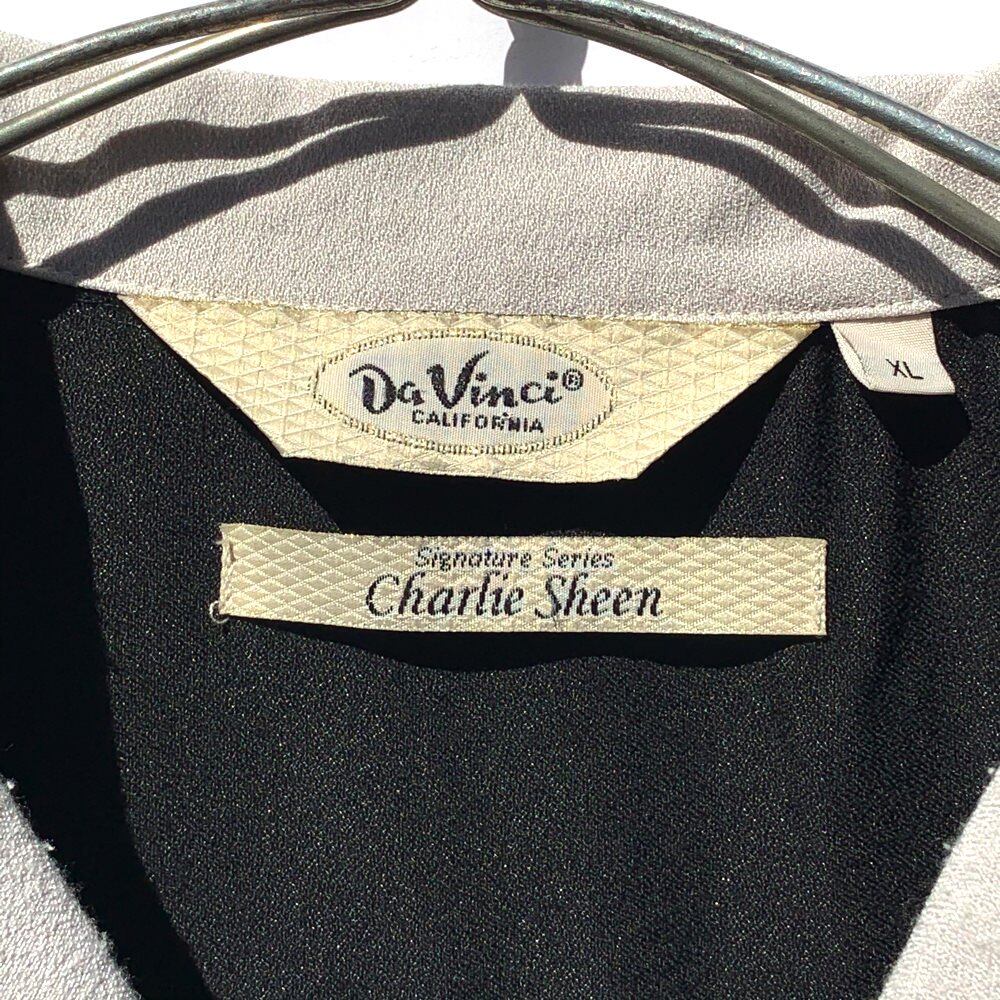 Da Vinci®
CALIFORNIA
XL
Signature Series
Charlie Sheen